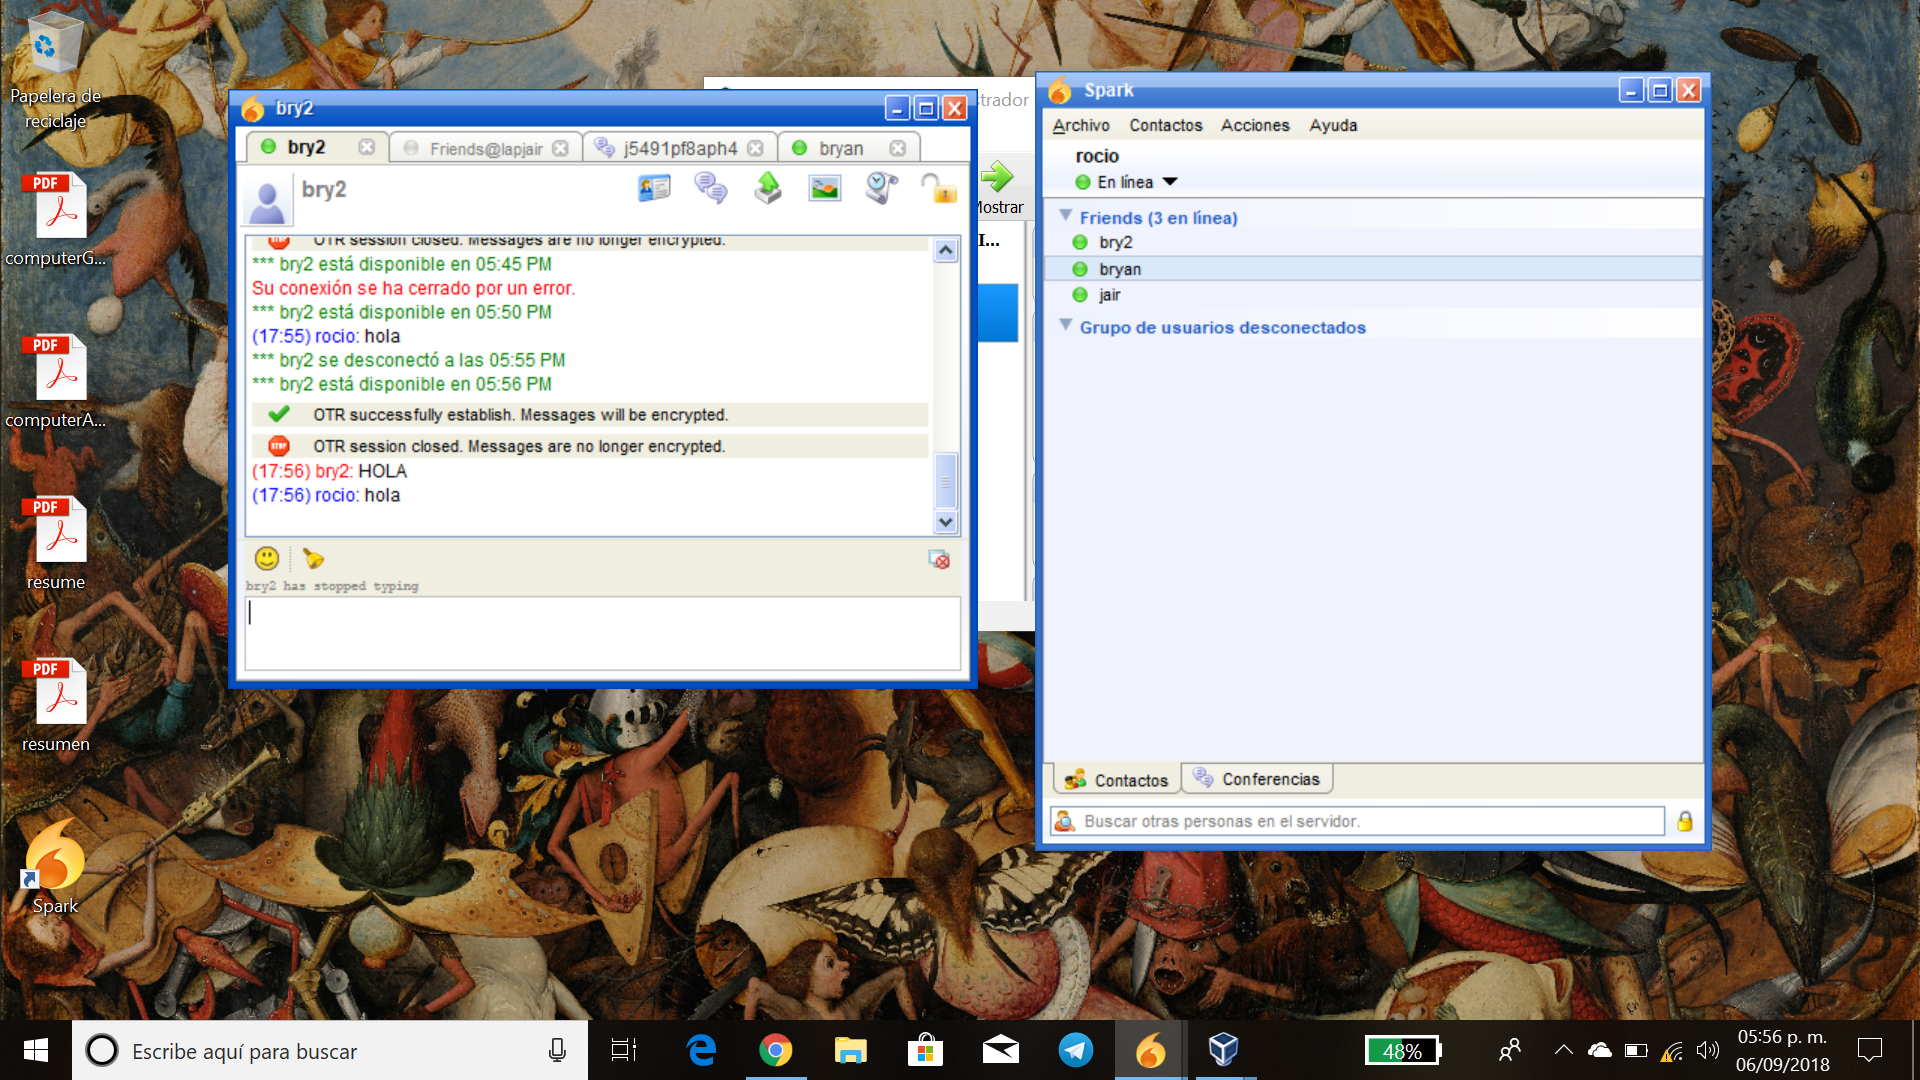 Papelera de
reciclaje
PDF
computerG...
PDF
computerA...
PDF
resume
PDF
resumen
Spark
bry2
bry2
Friends@lapjair
j5491pf8aph4
bryan
bry2
OTR session closed. Messages are no longer encrypted.
*** bry2 está disponible en 05:45 PM
Su conexión se ha cerrado por un error.
*** bry2 está disponible en 05:50 PM
(17:55) rocio: hola
*** bry2 se desconectó a las 05:55 PM
*** bry2 está disponible en 05:56 PM
OTR successfully establish. Messages will be encrypted.
STOP
OTR session closed. Messages are no longer encrypted.
(17:56) bry2: HOLA
(17:56) rocio: hola
bry2 has stopped typing
strador
Mostrar
I...
Spark
Archivo Contactos Acciones Ayuda
rocio
En línea
Friends (3 en línea)
bry2
bryan
jair
Grupo de usuarios desconectados
Contactos
Conferencias
Buscar otras personas en el servidor.
Escribe aquí para buscar
48%
05:56 p. m.
06/09/2018